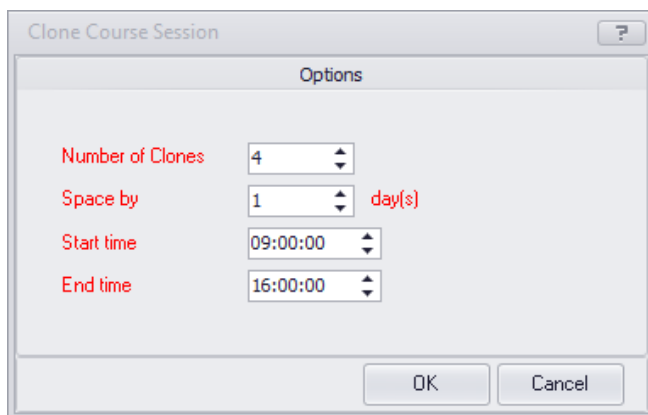 Clone Course Session ?
Options
Number of Clones 4
Space by 1 day(s)
Start time 09:00:00
End time 16:00:00
OK Cancel